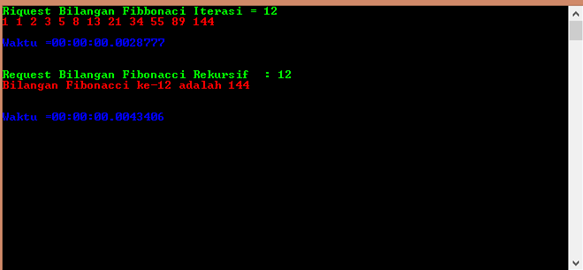 Riquest Bilangan Fibbonaci Iterasi = 12
1 1 2 3 5 8 13 21 34 55 89 144
Waktu =00:00:00.0028777
Request Bilangan Fibonacci Rekursif : 12
Bilangan Fibonacci ke-12 adalah 144
Waktu =00:00:00.0043406